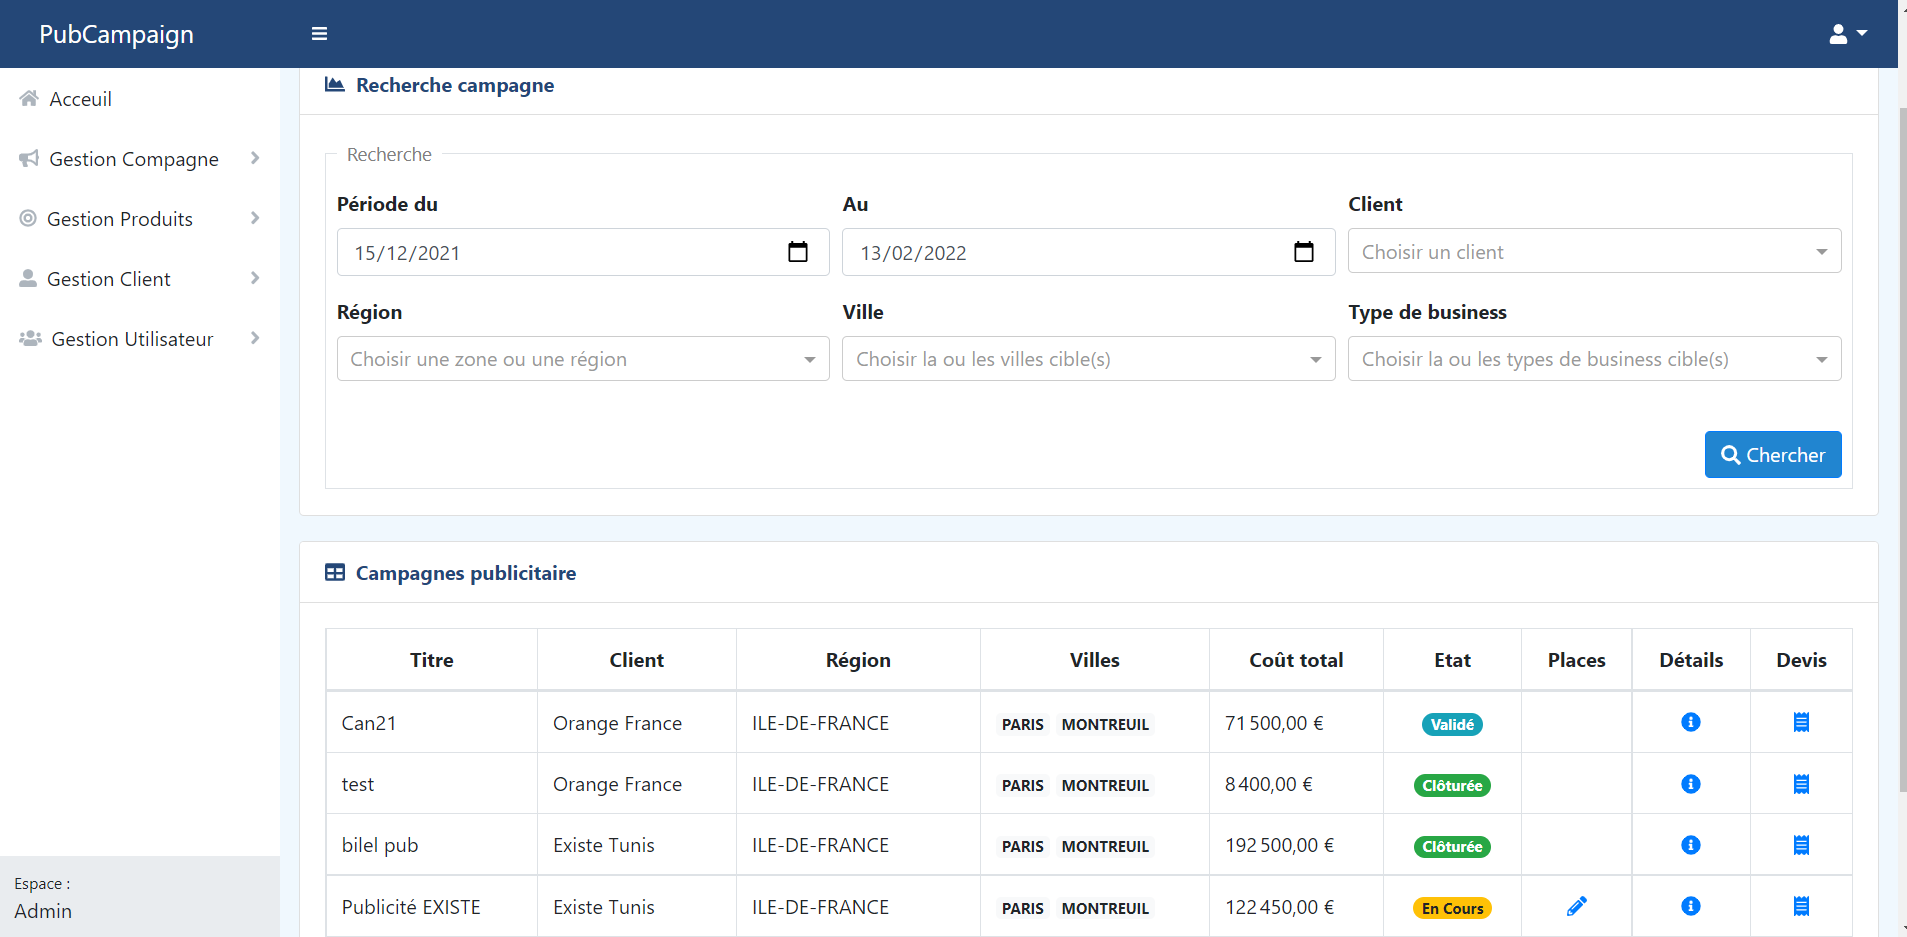 PubCampaign
Acceuil
Gestion Compagne
Gestion Produits
Gestion Client
Gestion Utilisateur
Espace :
Admin
Recherche campagne
Recherche
Période du Au Client
15/12/2021 13/02/2022 Choisir un client
Région Ville Type de business
Choisir une zone ou une région Choisir la ou les villes cible(s) Choisir la ou les types de business cible(s)
Chercher
Campagnes publicitaire
Titre Client Région Villes Coût total Etat Places Détails Devis
Can21 Orange France ILE-DE-FRANCE PARIS MONTREUIL 71 500,00 € Validé
test Orange France ILE-DE-FRANCE PARIS MONTREUIL 8 400,00 € Clôturée
bilel pub Existe Tunis ILE-DE-FRANCE PARIS MONTREUIL 192 500,00 € Clôturée
Publicité EXISTE Existe Tunis ILE-DE-FRANCE PARIS MONTREUIL 122 450,00 € En Cours